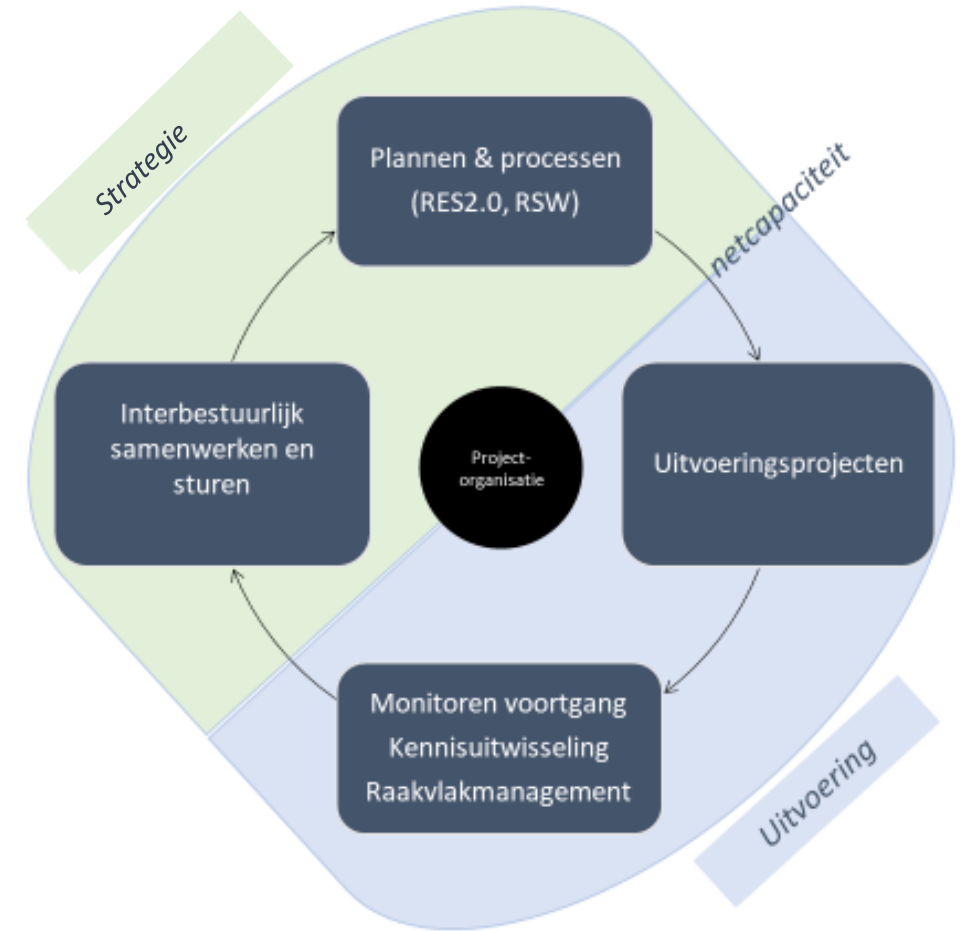 Strategie
Plannen & processen
(RES2.0, RSW)
netcapaciteit
Interbestuurlijk
samenwerken en
sturen
Project-
organisatie
Uitvoeringsprojecten
Monitoren voortgang
Kennisuitwisseling
Raakvlakmanagement
Uitvoering